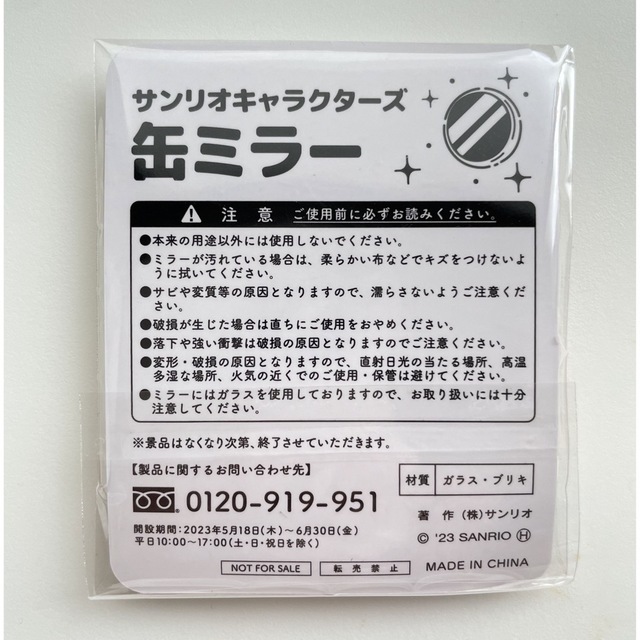 サンリオキャラクターズ
缶ミラー
注 意 ご使用前に必ずお読みください。
●本来の用途以外には使用しないでください。
●ミラーが汚れている場合は、柔らかい布などでキズをつけないよ
うに拭いてください。
●サビや変質等の原因となりますので、濡らさないようご注意くだ
さい。
●破損が生じた場合は直ちにご使用をおやめください。
●落下や強い衝撃は破損の原因となりますのでご注意ください。
●変形・破損の原因となりますので、直射日光の当たる場所、高温
多湿な場所、火気の近くでのご使用・保管は避けてください。
●ミラーにはガラスを使用しておりますので、お取り扱いには十分
注意してください。
※景品はなくなり次第、終了させていただきます。
【製品に関するお問い合わせ先】
0120-919-951
開設期間:2023年5月18日(木)〜6月30日(金)
平日10:00〜17:00(土・日・祝日を除く)
NOT FOR SALE 転売禁止
材質 ガラス・ブリキ
著 作 (株)サンリオ
© '23 SANRIO Ⓗ
MADE IN CHINA